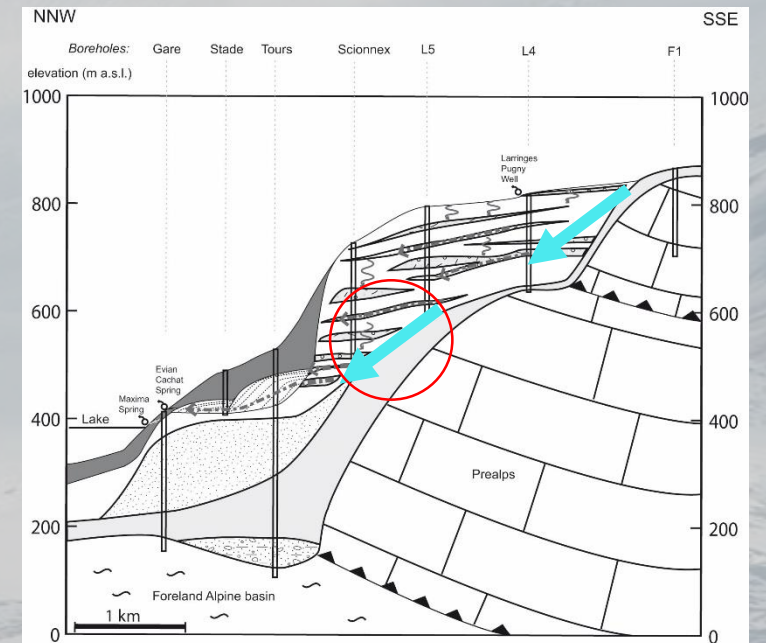 NNW
SSE
Boreholes: Gare Stade Tours Scionnex L5 L4 F1
elevation (m a.s.l.)
1000
1000
Larringes
Pugny
Well
800
800
600
600
Evian
Cachat
Spring
Maxima
Spring
400
400
Lake
Prealps
200
200
Foreland Alpine basin
1 km
0
0